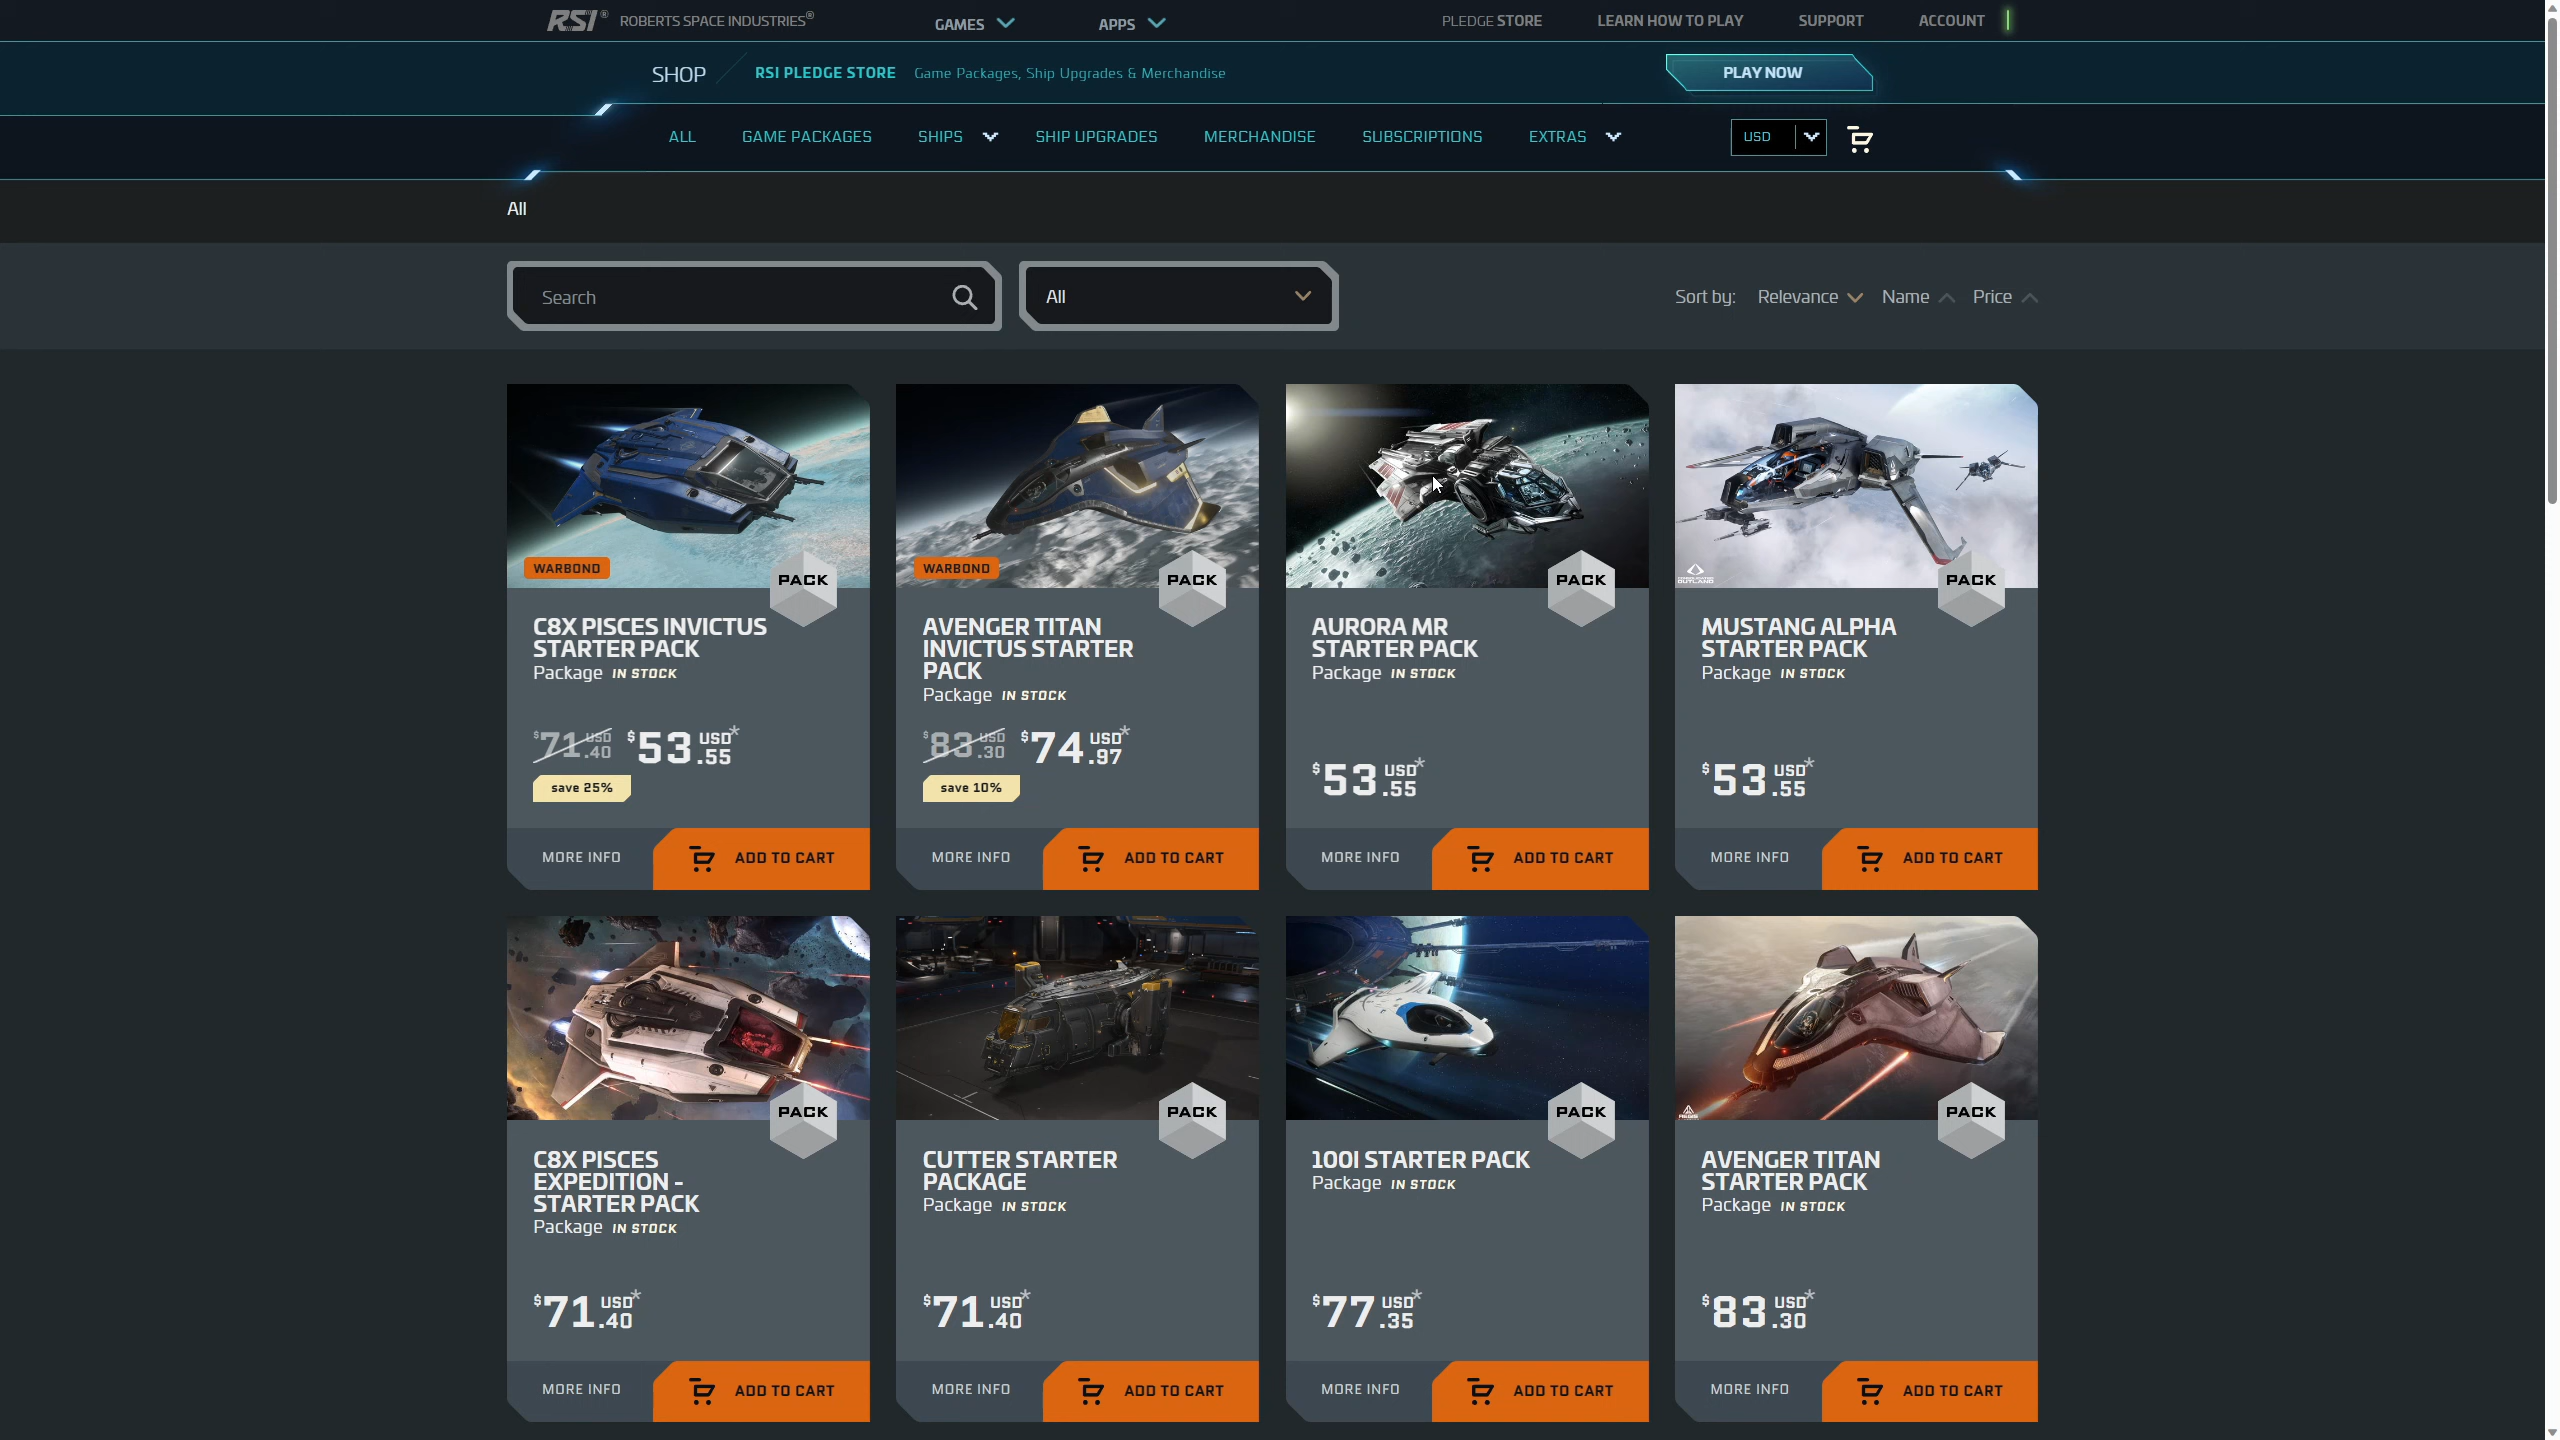 RSI® ROBERTS SPACE INDUSTRIES® GAMES APPS PLEDGE STORE LEARN HOW TO PLAY SUPPORT ACCOUNT
SHOP RSI PLEDGE STORE Game Packages, Ship Upgrades & Merchandise PLAY NOW
ALL GAME PACKAGES SHIPS SHIP UPGRADES MERCHANDISE SUBSCRIPTIONS EXTRAS USD
All
Search All Sort by: Relevance Name Price
WARBOND
PACK
C8X PISCES INVICTUS
STARTER PACK
Package IN STOCK
$71.40 USD $53.55 USD*
save 25%
MORE INFO ADD TO CART
WARBOND
PACK
AVENGER TITAN
INVICTUS STARTER
PACK
Package IN STOCK
$83.30 USD $74.97 USD*
save 10%
MORE INFO ADD TO CART
PACK
AURORA MR
STARTER PACK
Package IN STOCK
$53.55 USD*
MORE INFO ADD TO CART
OUTLAND
PACK
MUSTANG ALPHA
STARTER PACK
Package IN STOCK
$53.55 USD*
MORE INFO ADD TO CART
PACK
C8X PISCES
EXPEDITION -
STARTER PACK
Package IN STOCK
$71.40 USD*
MORE INFO ADD TO CART
PACK
CUTTER STARTER
PACKAGE
Package IN STOCK
$71.40 USD*
MORE INFO ADD TO CART
PACK
100I STARTER PACK
Package IN STOCK
$77.35 USD*
MORE INFO ADD TO CART
PACK
AVENGER TITAN
STARTER PACK
Package IN STOCK
$83.30 USD*
MORE INFO ADD TO CART